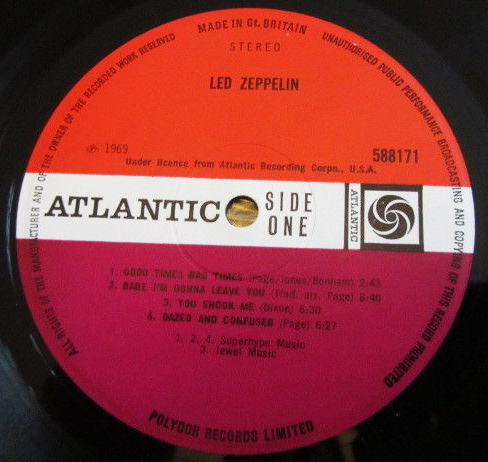 MADE IN Gt. BRITAIN
ALL RIGHTS OF THE MANUFACTURER AND OF THE OWNER OF THE RECORDED WORK RESERVED
UNAUTHORISED PUBLIC PERFORMANCE BROADCASTING AND COPYING OF THIS RECORD PROHIBITED
STEREO
LED ZEPPELIN
℗ 1969
588171
Under licence from Atlantic Recording Corpn., U.S.A.
ATLANTIC
SIDE
ONE
ATLANTIC
1. GOOD TIMES BAD TIMES (Page/Jones/Bonham) 2:43
2. BABE I'M GONNA LEAVE YOU (Trad. arr. Page) 6:40
3. YOU SHOOK ME (Dixon) 6:30
4. DAZED AND CONFUSED (Page) 6:27
1, 2, 4. Superhype Music
3. Jewel Music
POLYDOR RECORDS LIMITED